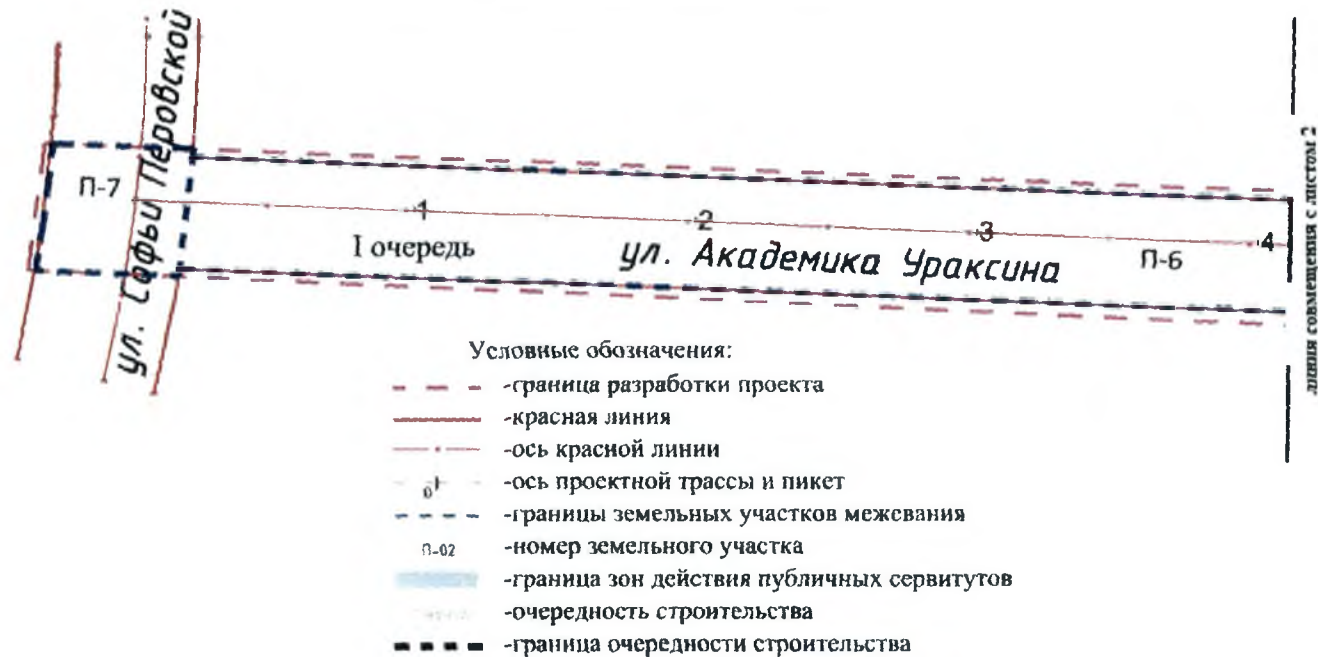 ул. Софьи Перовской
П-7
1
2
3
4
I очередь
ул. Академика Ураксина
П-6
линия совмещения с листом 2
Условные обозначения:
-граница разработки проекта
-красная линия
-ось красной линии
0 -ось проектной трассы и пикет
-границы земельных участков межевания
П-02 -номер земельного участка
-граница зон действия публичных сервитутов
-очередность строительства
-граница очередности строительства